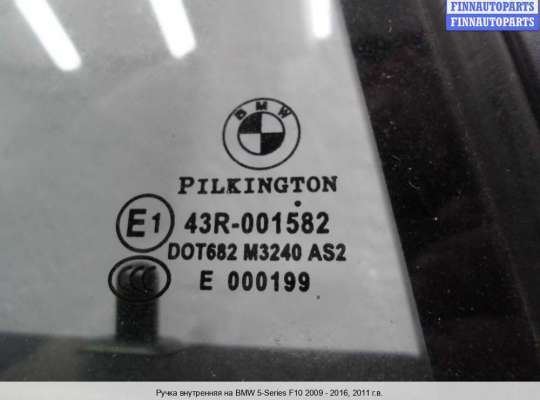 FINNAUTOPARTS
FINNAUTOPARTS
BMW
PILKINGTON
E1 43R-001582
DOT682 M3240 AS2
CCC E 000199
Ручка внутренняя на BMW 5-Series F10 2009 - 2016, 2011 г.в.